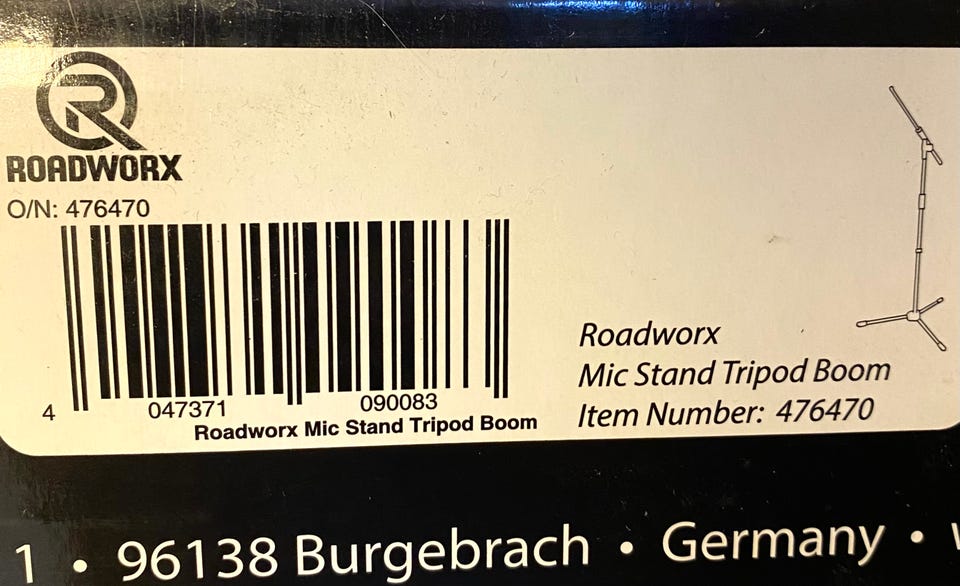 ROADWORX
O/N: 476470
4 047371 090083
Roadworx Mic Stand Tripod Boom
Roadworx
Mic Stand Tripod Boom
Item Number: 476470
1 • 96138 Burgebrach • Germany •